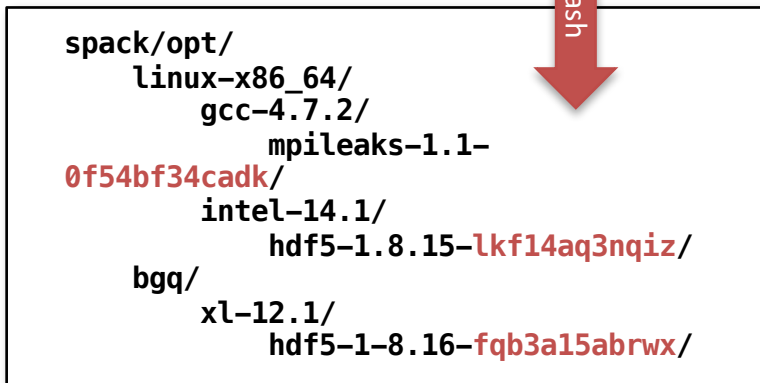 ash
spack/opt/
linux-x86_64/
gcc-4.7.2/
mpileaks-1.1-
0f54bf34cadk/
intel-14.1/
hdf5-1.8.15-lkf14aq3nqiz/
bgq/
xl-12.1/
hdf5-1-8.16-fqb3a15abrwx/